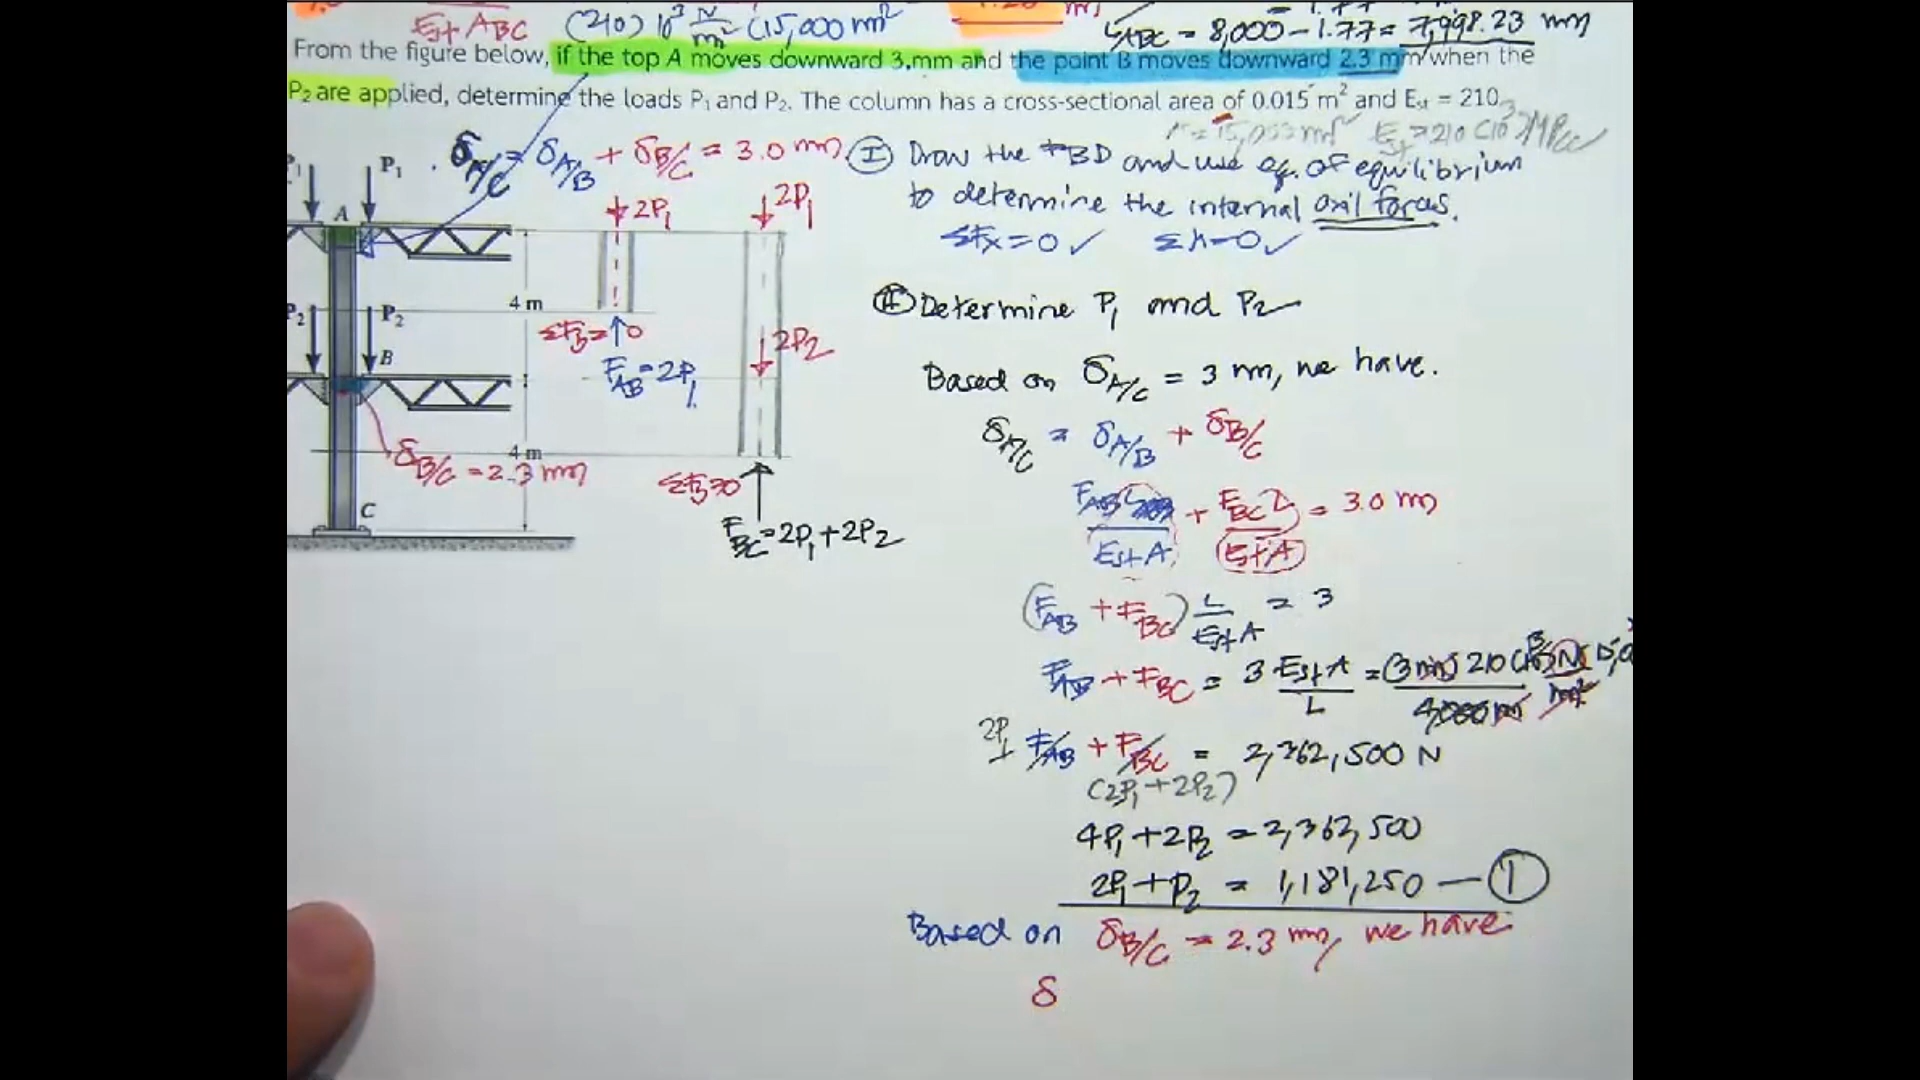 Est ABC (210) 10³ N/m² (15,000 mm²
LABC = 8,000 - 1.77 = 7,998.23 mm
From the figure below, if the top A moves downward 3.mm and the point B moves downward 2.3 mm when the
P2 are applied, determine the loads P1 and P2. The column has a cross-sectional area of 0.015 m² and Est = 210
δA/C = δA/B + δB/C = 3.0 mm
I Draw the FBD and use eq. of equilibrium
to determine the internal axil forces.
ΣFx = 0 ✓ ΣM = 0 ✓
P1
A
4 m
P2 P2
B
4 m
C
δB/C = 2.3 mm
2P1
ΣFy = 0
FAB = 2P1
2P1
2P2
ΣFy = 0
FBC = 2P1 + 2P2
II Determine P1 and P2
Based on δA/C = 3 mm, we have.
δA/C = δA/B + δB/C
FAB L / Est A + FBC L / Est A = 3.0 mm
(FAB + FBC) L / Est A = 3
FAB + FBC = 3 Est A / L = (3 mm) 210 (10³) N
4,000 mm mm²
2P1 FAB + FBC = 2,362,500 N
(2P1 + 2P2)
4P1 + 2P2 = 2,362,500
2P1 + P2 = 1,181,250 — 1
Based on δB/C = 2.3 mm, we have
δ